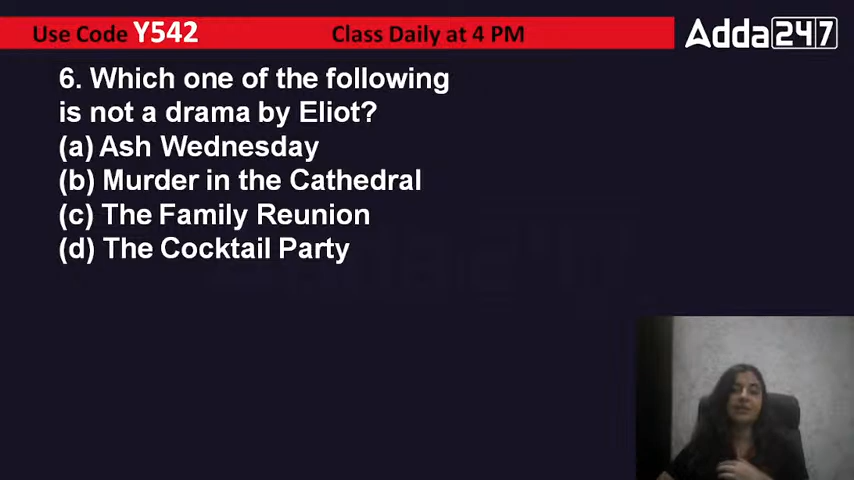 Use Code Y542 Class Daily at 4 PM Adda247
6. Which one of the following
is not a drama by Eliot?
(a) Ash Wednesday
(b) Murder in the Cathedral
(c) The Family Reunion
(d) The Cocktail Party